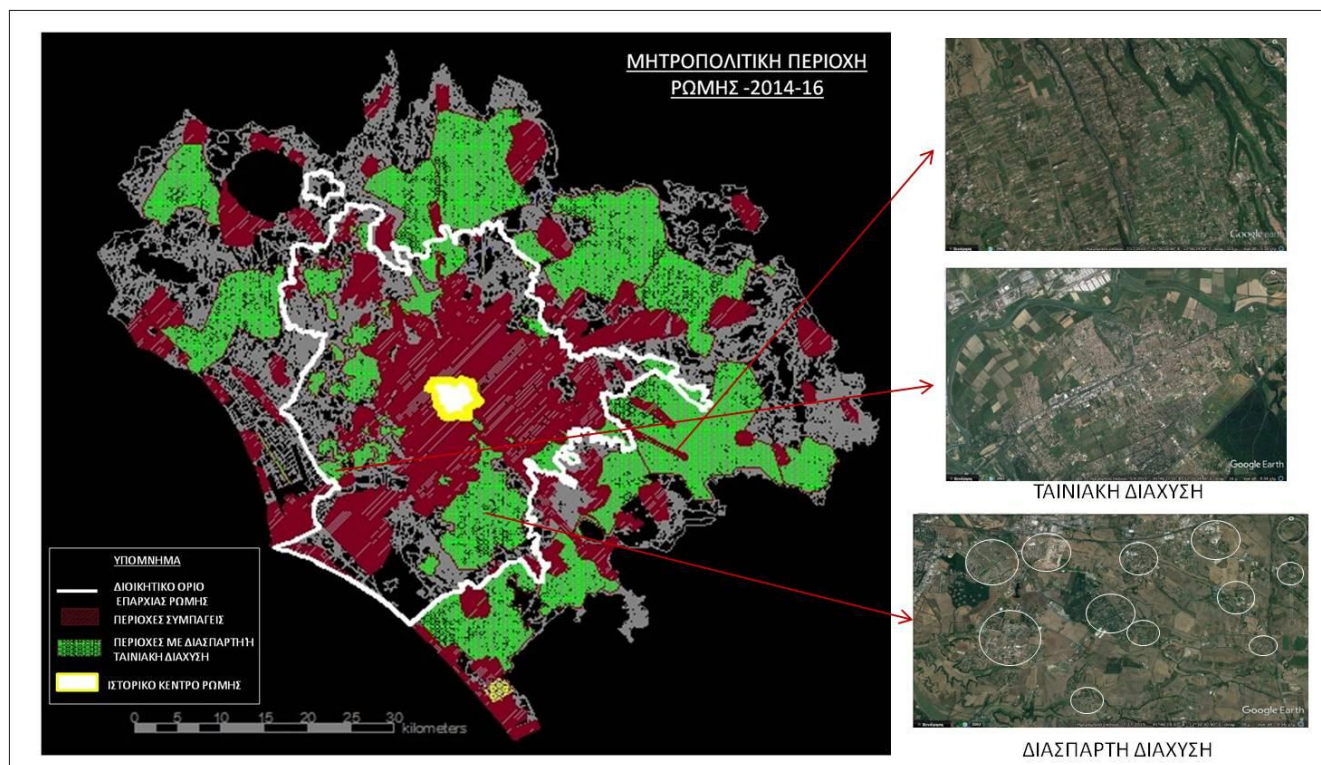 ΜΗΤΡΟΠΟΛΙΤΙΚΗ ΠΕΡΙΟΧΗ
ΡΩΜΗΣ -2014-16
ΥΠΟΜΝΗΜΑ
ΔΙΟΙΚΗΤΙΚΟ ΟΡΙΟ
ΕΠΑΡΧΙΑΣ ΡΩΜΗΣ
ΠΕΡΙΟΧΕΣ ΣΥΜΠΑΓΕΙΣ
ΠΕΡΙΟΧΕΣ ΜΕ ΔΙΑΣΠΑΡΤΗ Ή
ΤΑΙΝΙΑΚΗ ΔΙΑΧΥΣΗ
ΙΣΤΟΡΙΚΟ ΚΕΝΤΡΟ ΡΩΜΗΣ
0 5 10 15 20 25 30
kilometers
Google earth
Google Earth
ΤΑΙΝΙΑΚΗ ΔΙΑΧΥΣΗ
Google Earth
ΔΙΑΣΠΑΡΤΗ ΔΙΑΧΥΣΗ